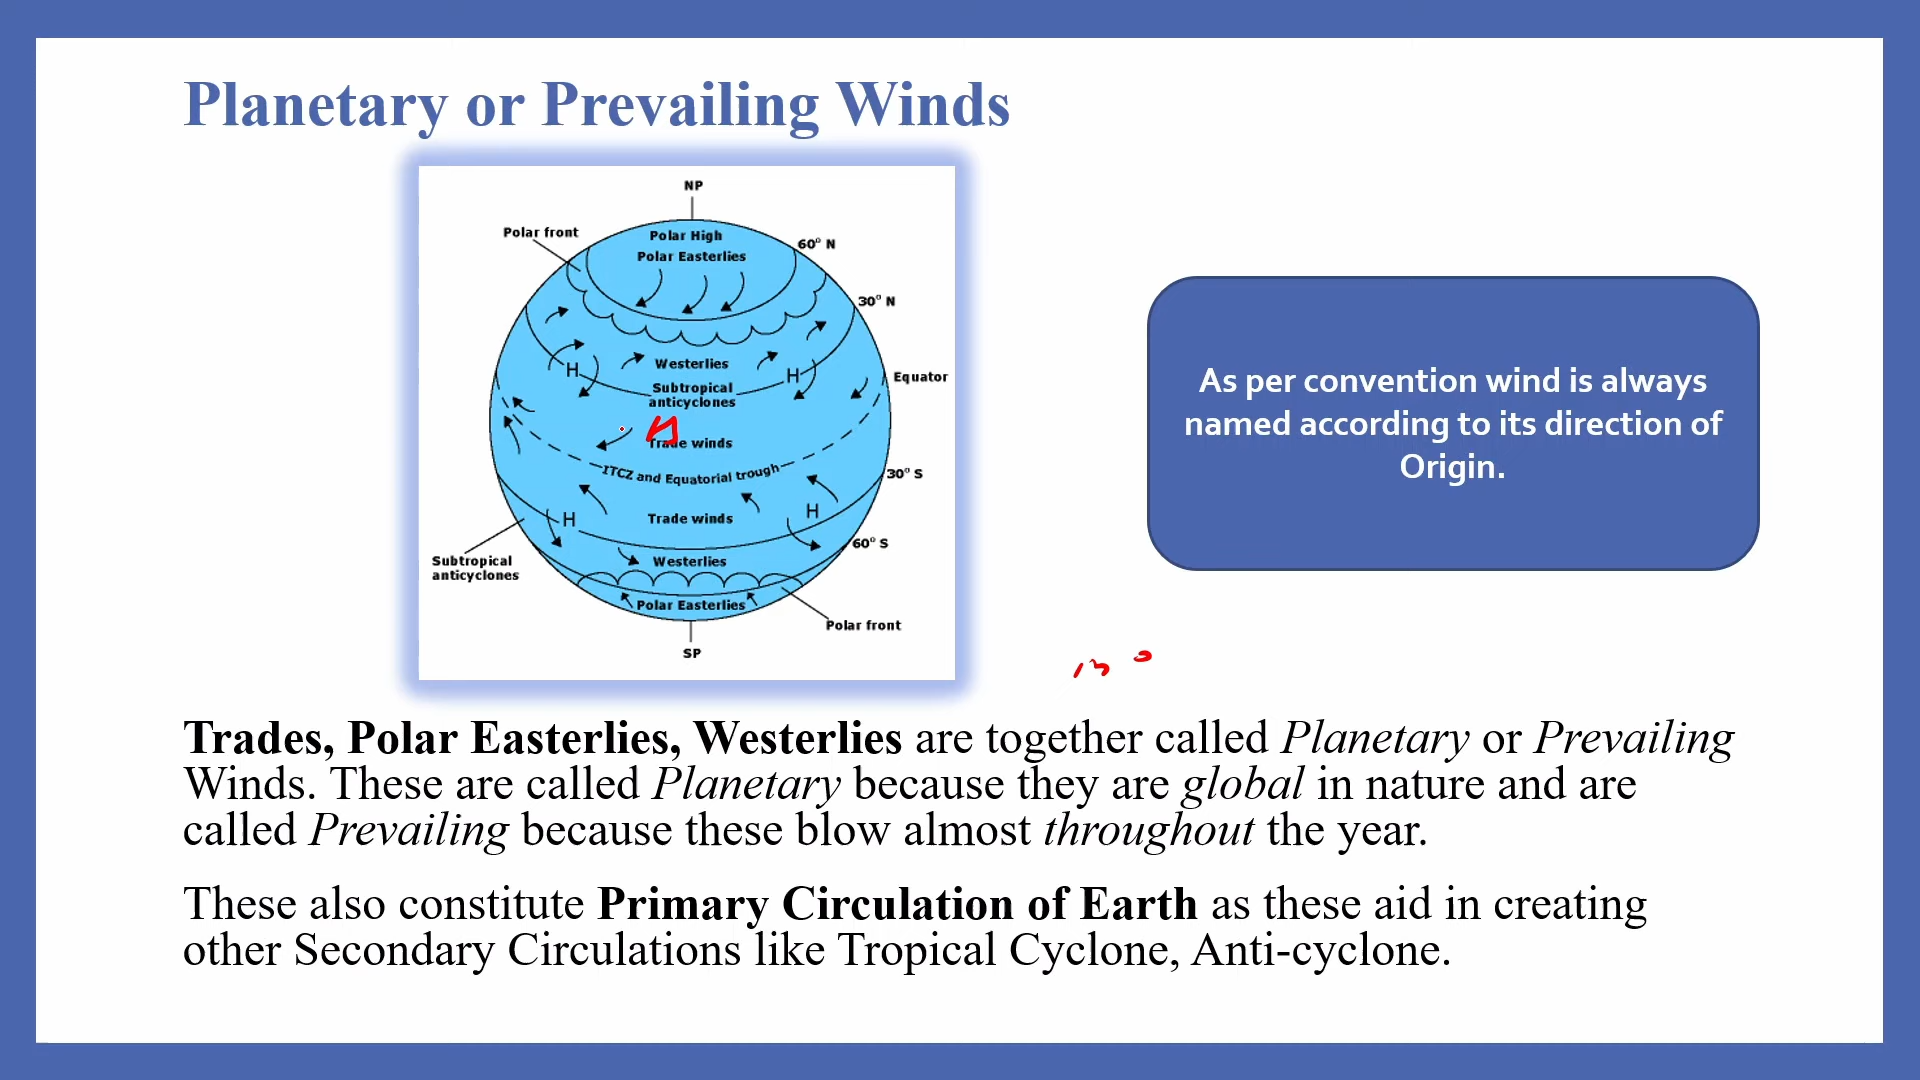 Planetary or Prevailing Winds
NP
Polar front
Polar High
60° N
Polar Easterlies
30° N
Westerlies
H
H
Equator
Subtropical
anticyclones
Trade winds
ITCZ and Equatorial trough
30° S
H
H
Trade winds
60° S
Subtropical
anticyclones
Westerlies
Polar Easterlies
Polar front
SP
As per convention wind is always
named according to its direction of
Origin.
Trades, Polar Easterlies, Westerlies are together called Planetary or Prevailing
Winds. These are called Planetary because they are global in nature and are
called Prevailing because these blow almost throughout the year.
These also constitute Primary Circulation of Earth as these aid in creating
other Secondary Circulations like Tropical Cyclone, Anti-cyclone.